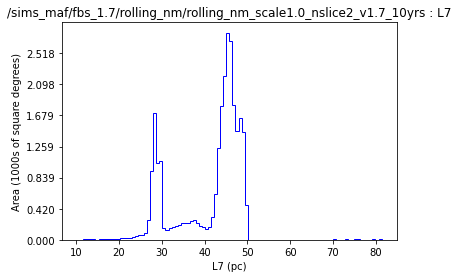 /sims_maf/fbs_1.7/rolling_nm/rolling_nm_scale1.0_nslice2_v1.7_10yrs : L7
2.518
2.098
1.679
1.259
0.839
0.420
0.000
Area (1000s of square degrees)
10 20 30 40 50 60 70 80
L7 (pc)